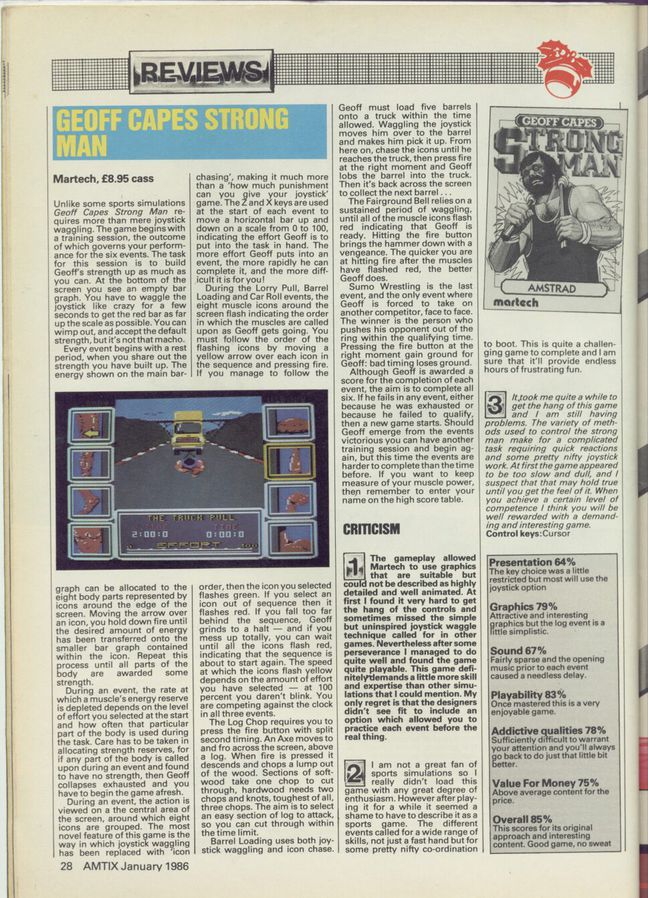 REVIEWS
GEOFF CAPES STRONG
MAN
Martech, £8.95 cass
Unlike some sports simulations
Geoff Capes Strong Man re-
quires more than mere joystick
waggling. The game begins with
a training session, the outcome
of which governs your perform-
ance for the six events. The task
for this session is to build
Geoff's strength up as much as
you can. At the bottom of the
screen you see an empty bar
graph. You have to waggle the
joystick like crazy for a few
seconds to get the red bar as far
up the scale as possible. You can
wimp out, and accept the default
strength, but it's not that macho.
Every event begins with a rest
period, when you share out the
strength you have built up. The
energy shown on the main bar-
chasing', making it much more
than a 'how much punishment
can you give your joystick'
game. The Z and X keys are used
at the start of each event to
move a horizontal bar up and
down on a scale from 0 to 100,
indicating the effort Geoff is to
put into the task in hand. The
more effort Geoff puts into an
event, the more rapidly he can
complete it, and the more diff-
icult it is for you!
During the Lorry Pull, Barrel
Loading and Car Roll events, the
eight muscle icons around the
screen flash indicating the order
in which the muscles are called
upon as Geoff gets going. You
must follow the order of the
flashing icons by moving a
yellow arrow over each icon in
the sequence and pressing fire.
If you manage to follow the
THE TRUCK PULL
TIME
2:00:0 0:00:0
EFFORT
graph can be allocated to the
eight body parts represented by
icons around the edge of the
screen. Moving the arrow over
an icon, you hold down fire until
the desired amount of energy
has been transferred onto the
smaller bar graph contained
within the icon. Repeat this
process until all parts of the
body are awarded some
strength.
During an event, the rate at
which a muscle's energy reserve
is depleted depends on the level
of effort you selected at the start
and how often that particular
part of the body is used during
the task. Care has to be taken in
allocating strength reserves, for
if any part of the body is called
upon during an event and found
to have no strength, then Geoff
collapses exhausted and you
have to begin the game afresh.
During an event, the action is
viewed on a the central area of
the screen, around which eight
icons are grouped. The most
novel feature of this game is the
way in which joystick waggling
has been replaced with 'icon
order, then the icon you selected
flashes green. If you select an
icon out of sequence then it
flashes red. If you fall too far
behind the sequence, Geoff
grinds to a halt — and if you
mess up totally, you can wait
until all the icons flash red,
indicating that the sequence is
about to start again. The speed
at which the icons flash yellow
depends on the amount of effort
you have selected — at 100
percent you daren't blink. You
are competing against the clock
in all three events.
The Log Chop requires you to
press the fire button with split
second timing. An Axe moves to
and fro across the screen, above
a log. When fire is pressed it
descends and chops a lump out
of the wood. Sections of soft-
wood take one chop to cut
through, hardwood needs two
chops and knots, toughest of all,
three chops. The aim is to select
an easy section of log to attack,
so you can cut through within
the time limit.
Barrel Loading uses both joy-
stick waggling and icon chase.
Geoff must load five barrels
onto a truck within the time
allowed. Waggling the joystick
moves him over to the barrel
and makes him pick it up. From
here on, chase the icons until he
reaches the truck, then press fire
at the right moment and Geoff
lobs the barrel into the truck.
Then it's back across the screen
to collect the next barrel . . .
The Fairground Bell relies on a
sustained period of waggling,
until all of the muscle icons flash
red indicating that Geoff is
ready. Hitting the fire button
brings the hammer down with a
vengeance. The quicker you are
at hitting fire after the muscles
have flashed red, the better
Geoff does.
Sumo Wrestling is the last
event, and the only event where
Geoff is forced to take on
another competitor, face to face.
The winner is the person who
pushes his opponent out of the
ring within the qualifying time.
Pressing the fire button at the
right moment gain ground for
Geoff: bad timing loses ground.
Although Geoff is awarded a
score for the completion of each
event, the aim is to complete all
six. If he fails in any event, either
because he was exhausted or
because he failed to qualify,
then a new game starts. Should
Geoff emerge from the events
victorious you can have another
training session and begin ag-
ain, but this time the events are
harder to complete than the time
before. If you want to keep
measure of your muscle power,
then remember to enter your
name on the high score table.
CRITICISM
1 The gameplay allowed
Martech to use graphics
that are suitable but
could not be described as highly
detailed and well animated. At
first I found it very hard to get
the hang of the controls and
sometimes missed the simple
but uninspired joystick waggle
technique called for in other
games. Nevertheless after some
perseverance I managed to do
quite well and found the game
quite playable. This game defi-
nitely demands a little more skill
and expertise than other simu-
lations that I could mention. My
only regret is that the designers
didn't see fit to include an
option which allowed you to
practice each event before the
real thing.
2 I am not a great fan of
sports simulations so I
really didn't load this
game with any great degree of
enthusiasm. However after play-
ing it for a while it seemed a
shame to have to describe it as a
sports game. The different
events called for a wide range of
skills, not just a fast hand but for
some pretty nifty co-ordination
GEOFF CAPES
STRONG
MAN
AMSTRAD
martech
to boot. This is quite a challen-
ging game to complete and I am
sure that it'll provide endless
hours of frustrating fun.
3 It took me quite a while to
get the hang of this game
and I am still having
problems. The variety of meth-
ods used to control the strong
man make for a complicated
task requiring quick reactions
and some pretty nifty joystick
work. At first the game appeared
to be too slow and dull, and I
suspect that that may hold true
until you get the feel of it. When
you achieve a certain level of
competence I think you will be
well rewarded with a demand-
ing and interesting game.
Control keys: Cursor
Presentation 64%
The key choice was a little
restricted but most will use the
joystick option
Graphics 79%
Attractive and interesting
graphics but the log event is a
little simplistic.
Sound 67%
Fairly sparse and the opening
music prior to each event
caused a needless delay.
Playability 83%
Once mastered this is a very
enjoyable game.
Addictive qualities 78%
Sufficiently difficult to warrant
your attention and you'll always
go back to do just that little bit
better.
Value For Money 75%
Above average content for the
price.
Overall 85%
This scores for its original
approach and interesting
content. Good game, no sweat
28 AMTIX January 1986